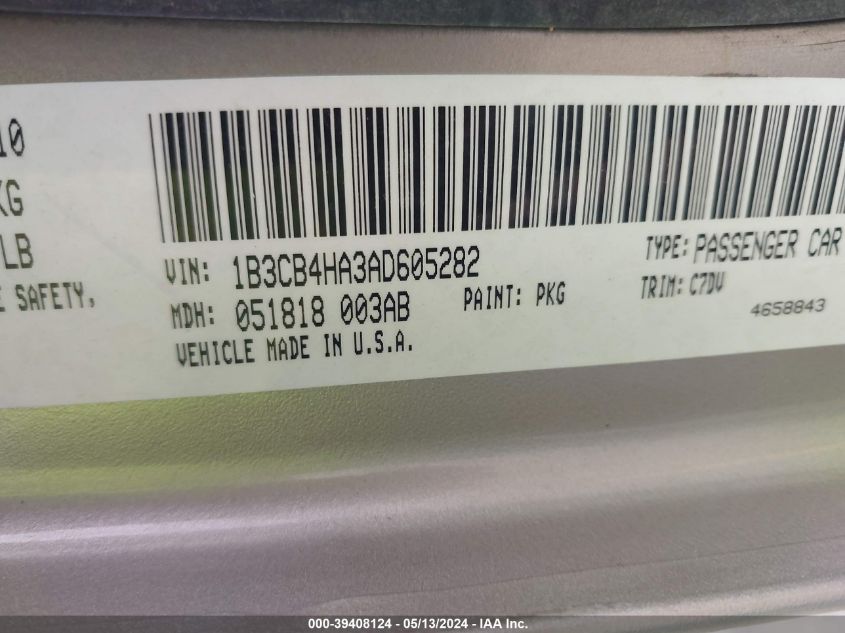 10
KG
LB
E SAFETY,
VIN: 1B3CB4HA3AD605282
TYPE: PASSENGER CAR
MDH: 051818 003AB
PAINT: PKG
TRIM: C7DV
4658843
VEHICLE MADE IN U.S.A.
000-39408124 - 05/13/2024 - IAA Inc.